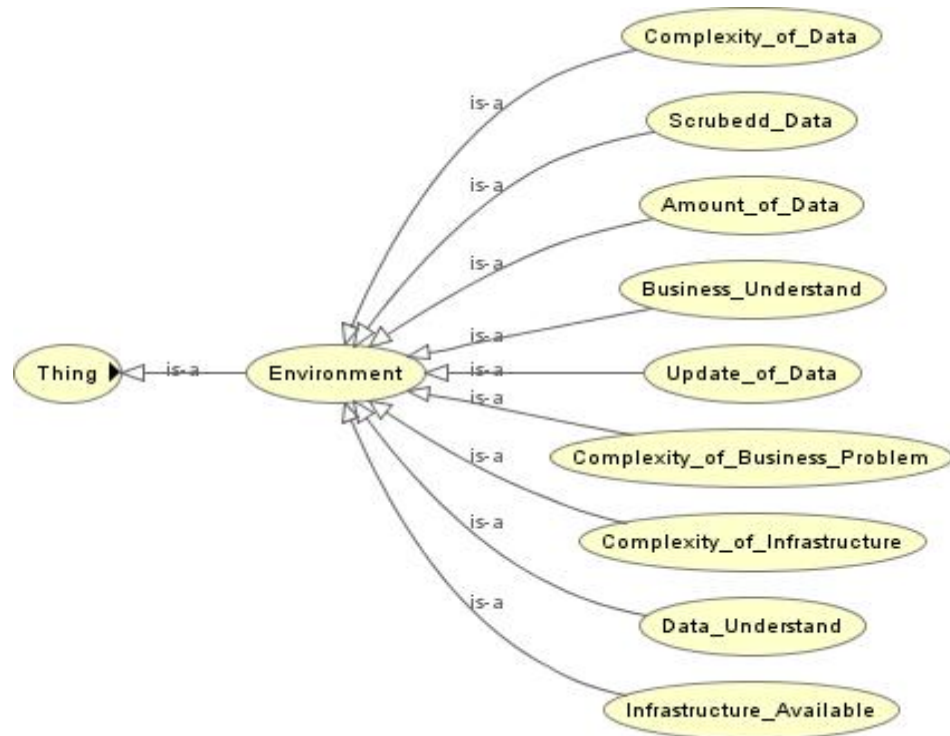 Complexity_of_Data
is-a
Scrubedd_Data
is-a
Amount_of_Data
is-a
Business_Understand
is-a
Thing
is-a
Environment
is-a
Update_of_Data
is-a
Complexity_of_Business_Problem
is-a
Complexity_of_Infrastructure
is-a
Data_Understand
is-a
Infrastructure_Available